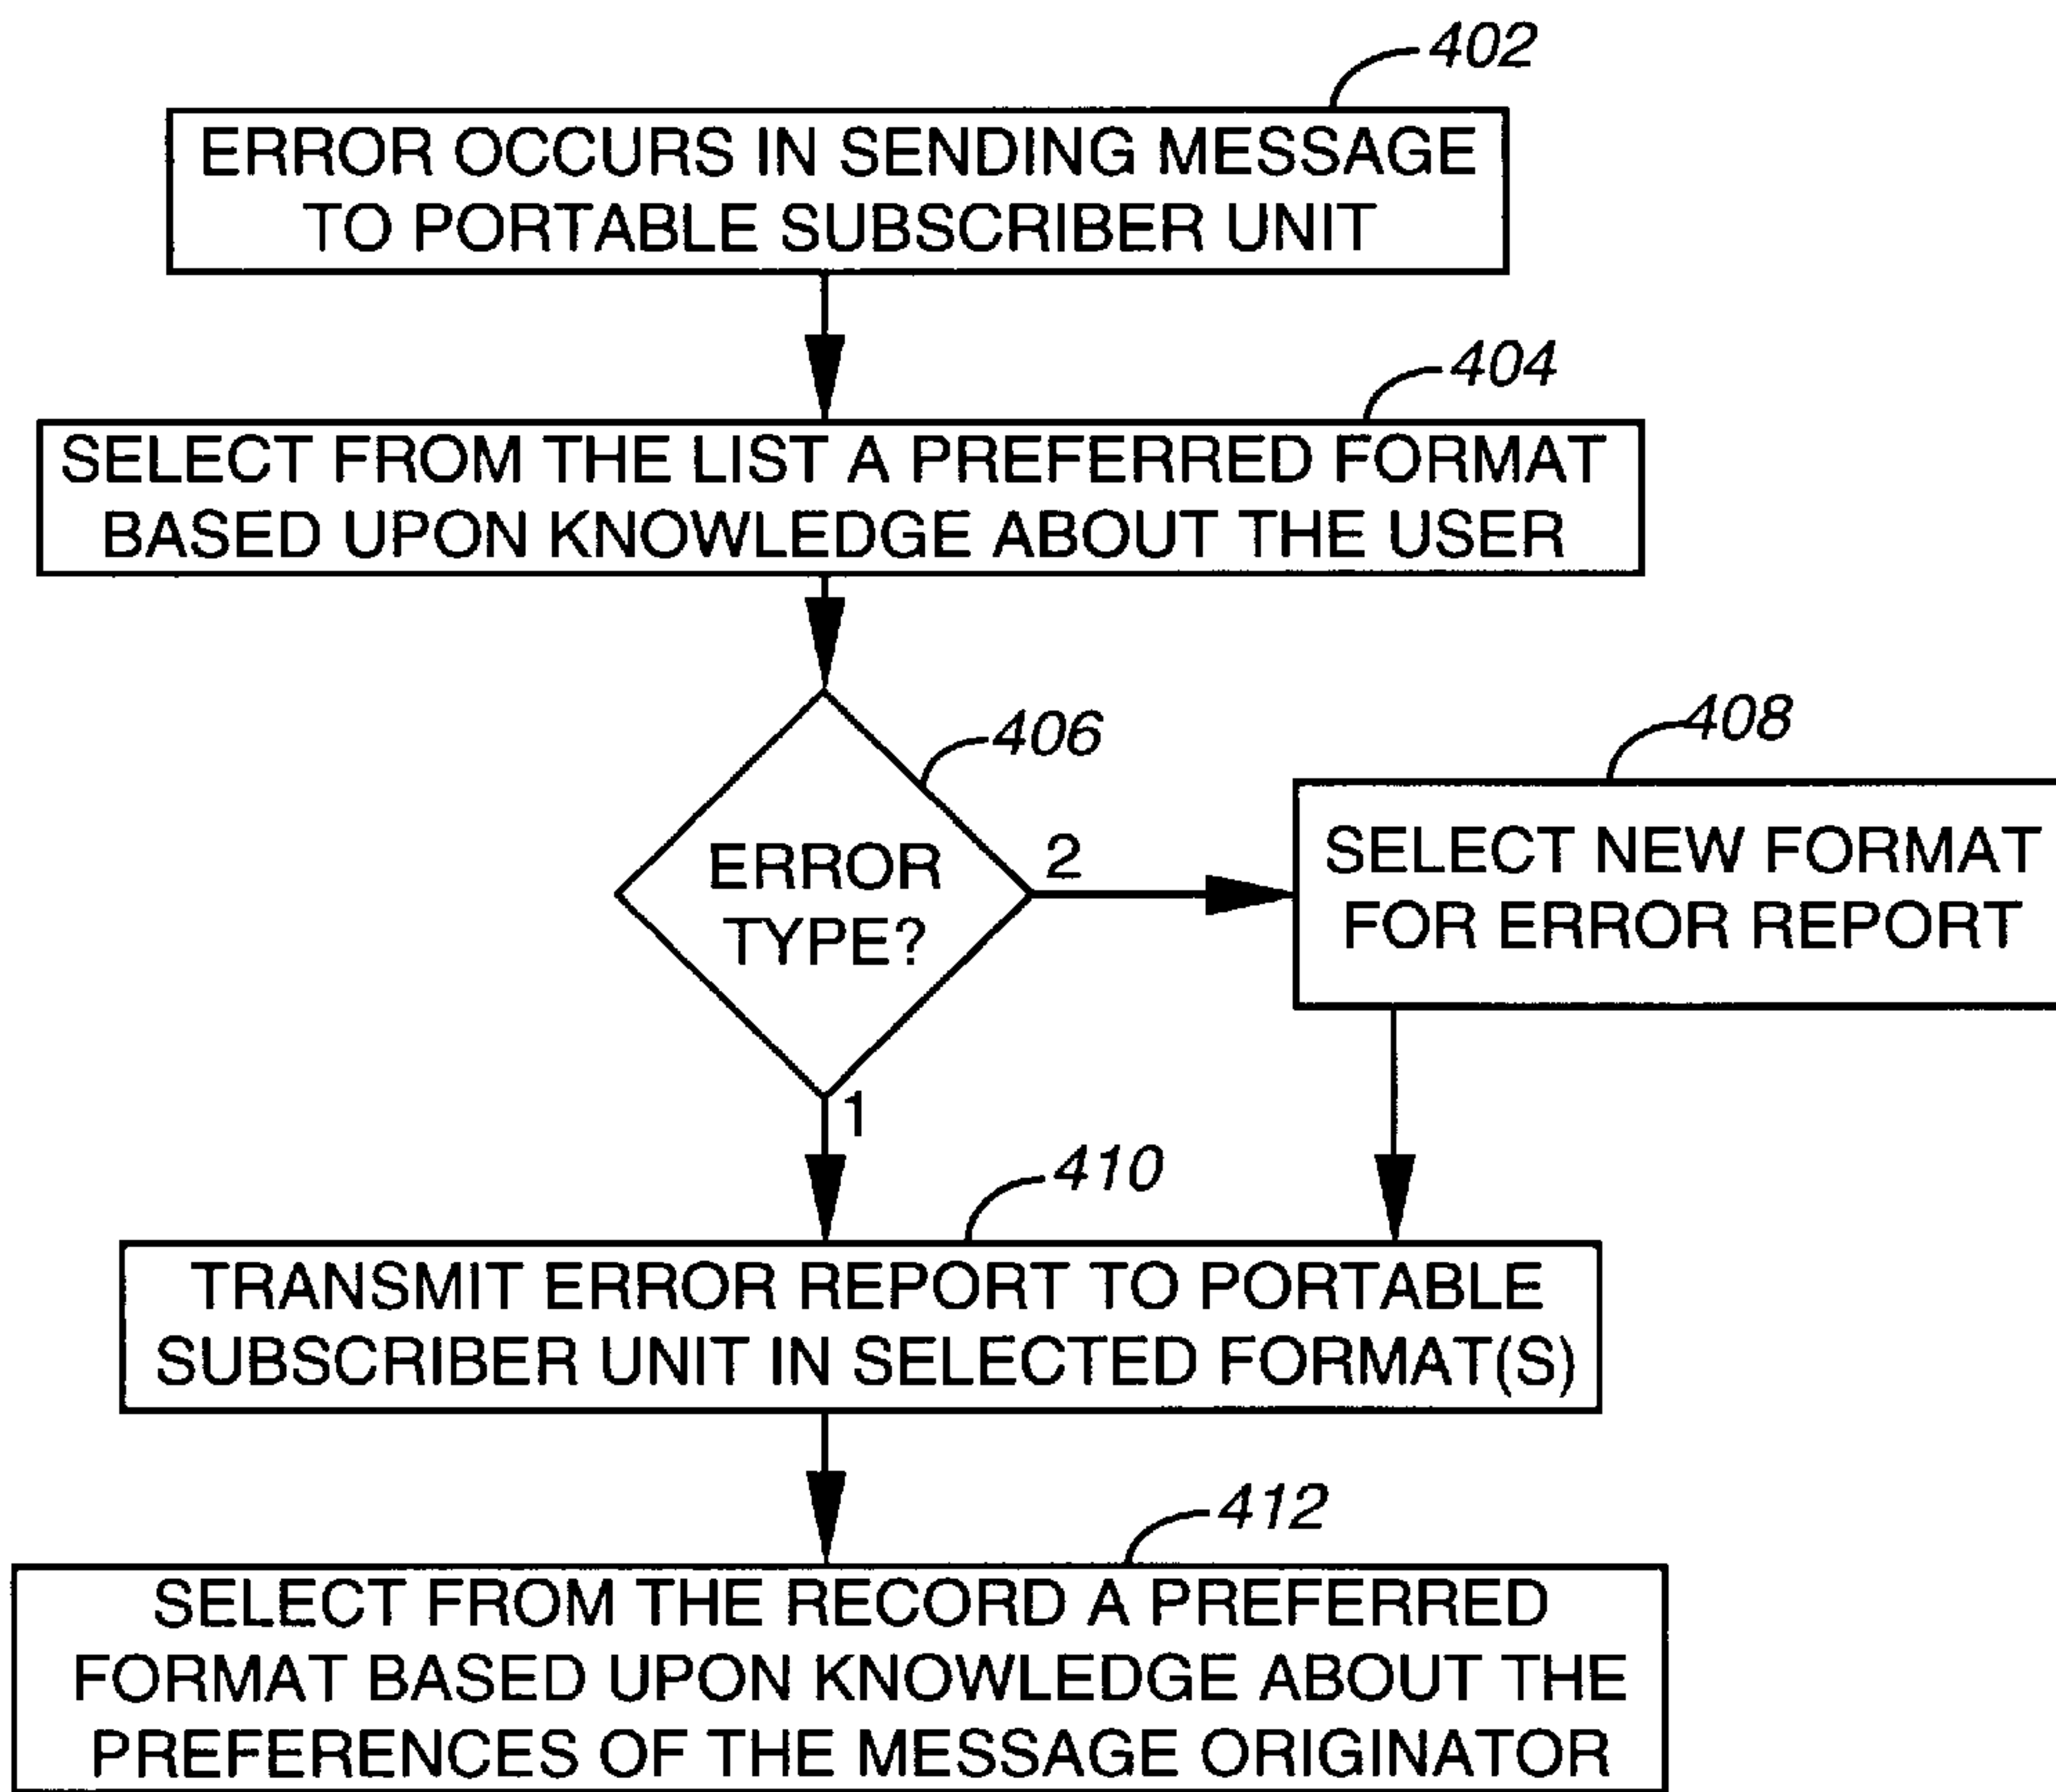 402
ERROR OCCURS IN SENDING MESSAGE
TO PORTABLE SUBSCRIBER UNIT
404
SELECT FROM THE LIST A PREFERRED FORMAT
BASED UPON KNOWLEDGE ABOUT THE USER
406
ERROR
TYPE?
2
1
408
SELECT NEW FORMAT
FOR ERROR REPORT
410
TRANSMIT ERROR REPORT TO PORTABLE
SUBSCRIBER UNIT IN SELECTED FORMAT(S)
412
SELECT FROM THE RECORD A PREFERRED
FORMAT BASED UPON KNOWLEDGE ABOUT THE
PREFERENCES OF THE MESSAGE ORIGINATOR